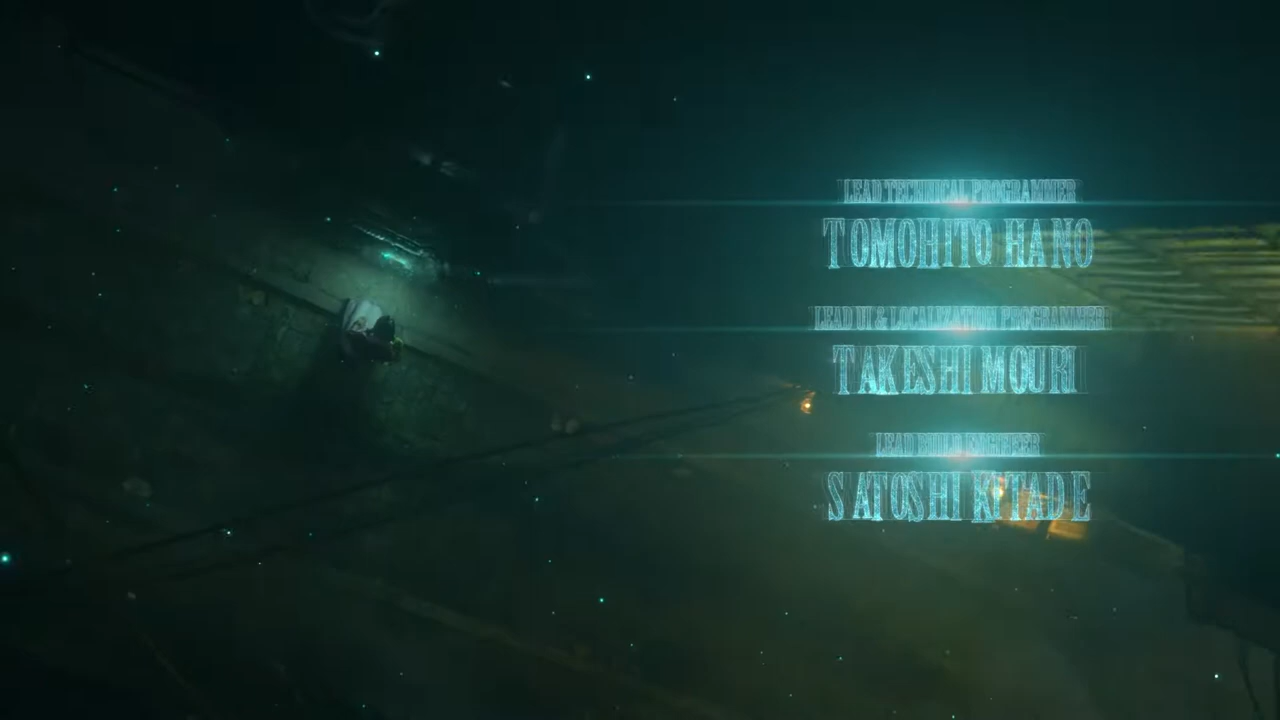 LEAD TECHNICAL PROGRAMMER
TOMOHITO HANO
LEAD UI & LOCALIZATION PROGRAMMER
TAKESHI MOURI
LEAD BUILD ENGINEER
SATOSHI KITADE